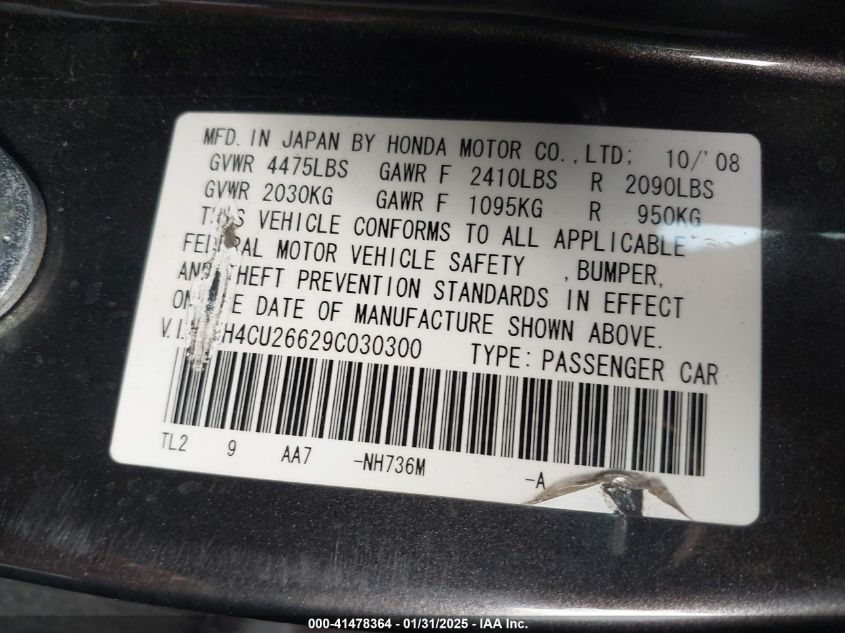 MFD. IN JAPAN BY HONDA MOTOR CO., LTD; 10/'08
GVWR 4475LBS GAWR F 2410LBS R 2090LBS
GVWR 2030KG GAWR F 1095KG R 950KG
VEHICLE CONFORMS TO ALL APPLICABLE
MOTOR VEHICLE SAFETY , BUMPER,
THEFT PREVENTION STANDARDS IN EFFECT
DATE OF MANUFACTURE SHOWN ABOVE.
H4CU26629C030300 TYPE: PASSENGER CAR
TL2 9 AA7 -NH736M -A
000-41478364 - 01/31/2025 - IAA Inc.